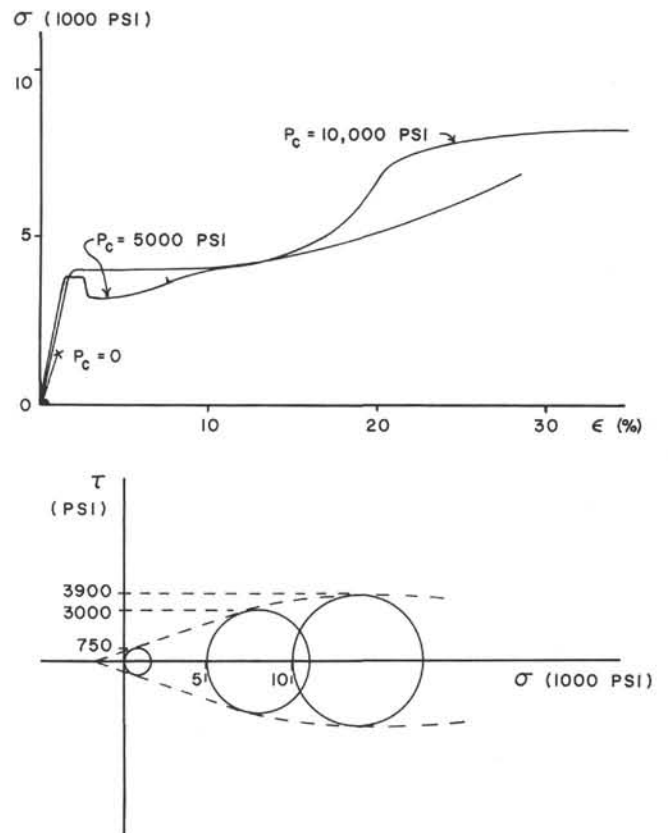 σ (1000 PSI)
10
P_c = 10,000 PSI
5
P_c = 5000 PSI
P_c = 0
0
10
20
30
ϵ (%)
τ
(PSI)
3900
3000
750
5
10
σ (1000 PSI)